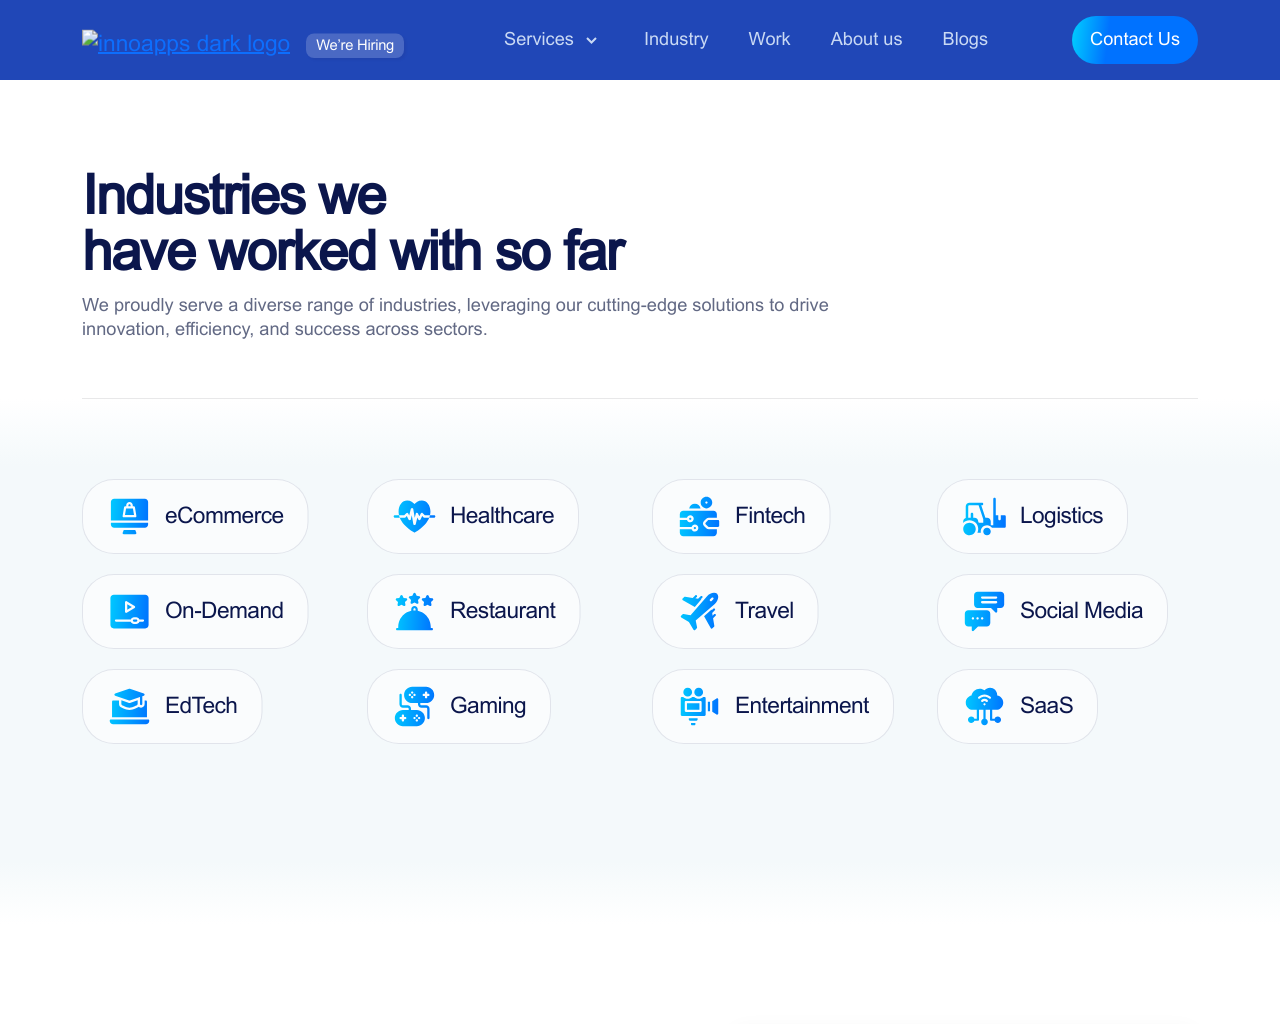 innoapps dark logo
We're Hiring
Services
Industry
Work
About us
Blogs
Contact Us
Industries we
have worked with so far
We proudly serve a diverse range of industries, leveraging our cutting-edge solutions to drive
innovation, efficiency, and success across sectors.
eCommerce
Healthcare
Fintech
Logistics
On-Demand
Restaurant
Travel
Social Media
EdTech
Gaming
Entertainment
SaaS